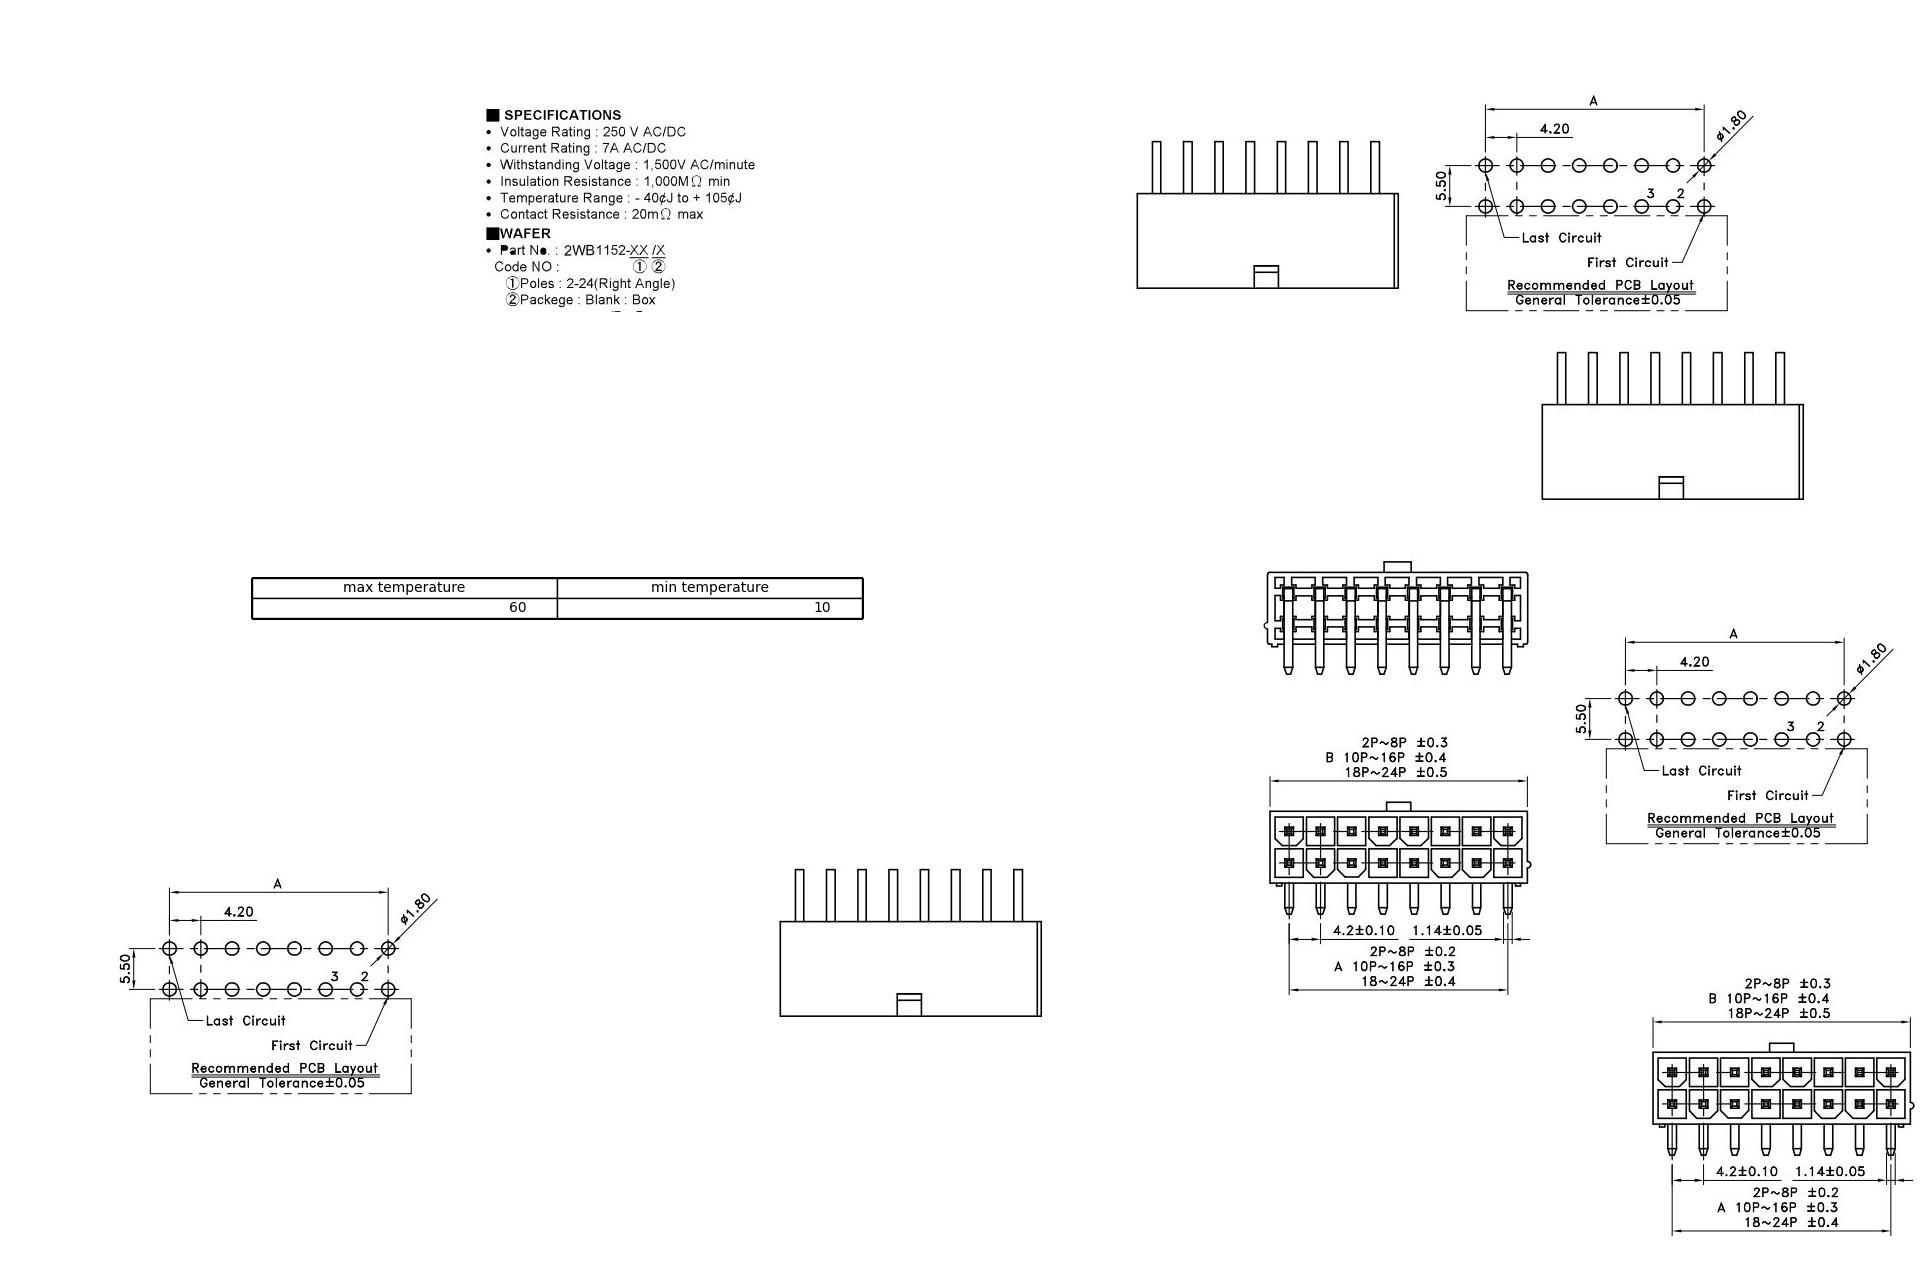 ■ SPECIFICATIONS
• Voltage Rating : 250 V AC/DC
• Current Rating : 7A AC/DC
• Withstanding Voltage : 1,500V AC/minute
• Insulation Resistance : 1,000MΩ min
• Temperature Range : - 40¢J to + 105¢J
• Contact Resistance : 20mΩ max
■WAFER
• Part No. : 2WB1152-XX /X
Code NO : ① ②
①Poles : 2-24(Right Angle)
②Packege : Blank : Box
A
4.20
ø1.80
5.50
3 2
Last Circuit
First Circuit
Recommended PCB Layout
General Tolerance±0.05
max temperature min temperature
60 10
A
4.20
ø1.80
5.50
3 2
Last Circuit
First Circuit
Recommended PCB Layout
General Tolerance±0.05
2P~8P ±0.3
B 10P~16P ±0.4
18P~24P ±0.5
4.2±0.10 1.14±0.05
2P~8P ±0.2
A 10P~16P ±0.3
18~24P ±0.4
A
4.20
ø1.80
5.50
3 2
Last Circuit
First Circuit
Recommended PCB Layout
General Tolerance±0.05
2P~8P ±0.3
B 10P~16P ±0.4
18P~24P ±0.5
4.2±0.10 1.14±0.05
2P~8P ±0.2
A 10P~16P ±0.3
18~24P ±0.4